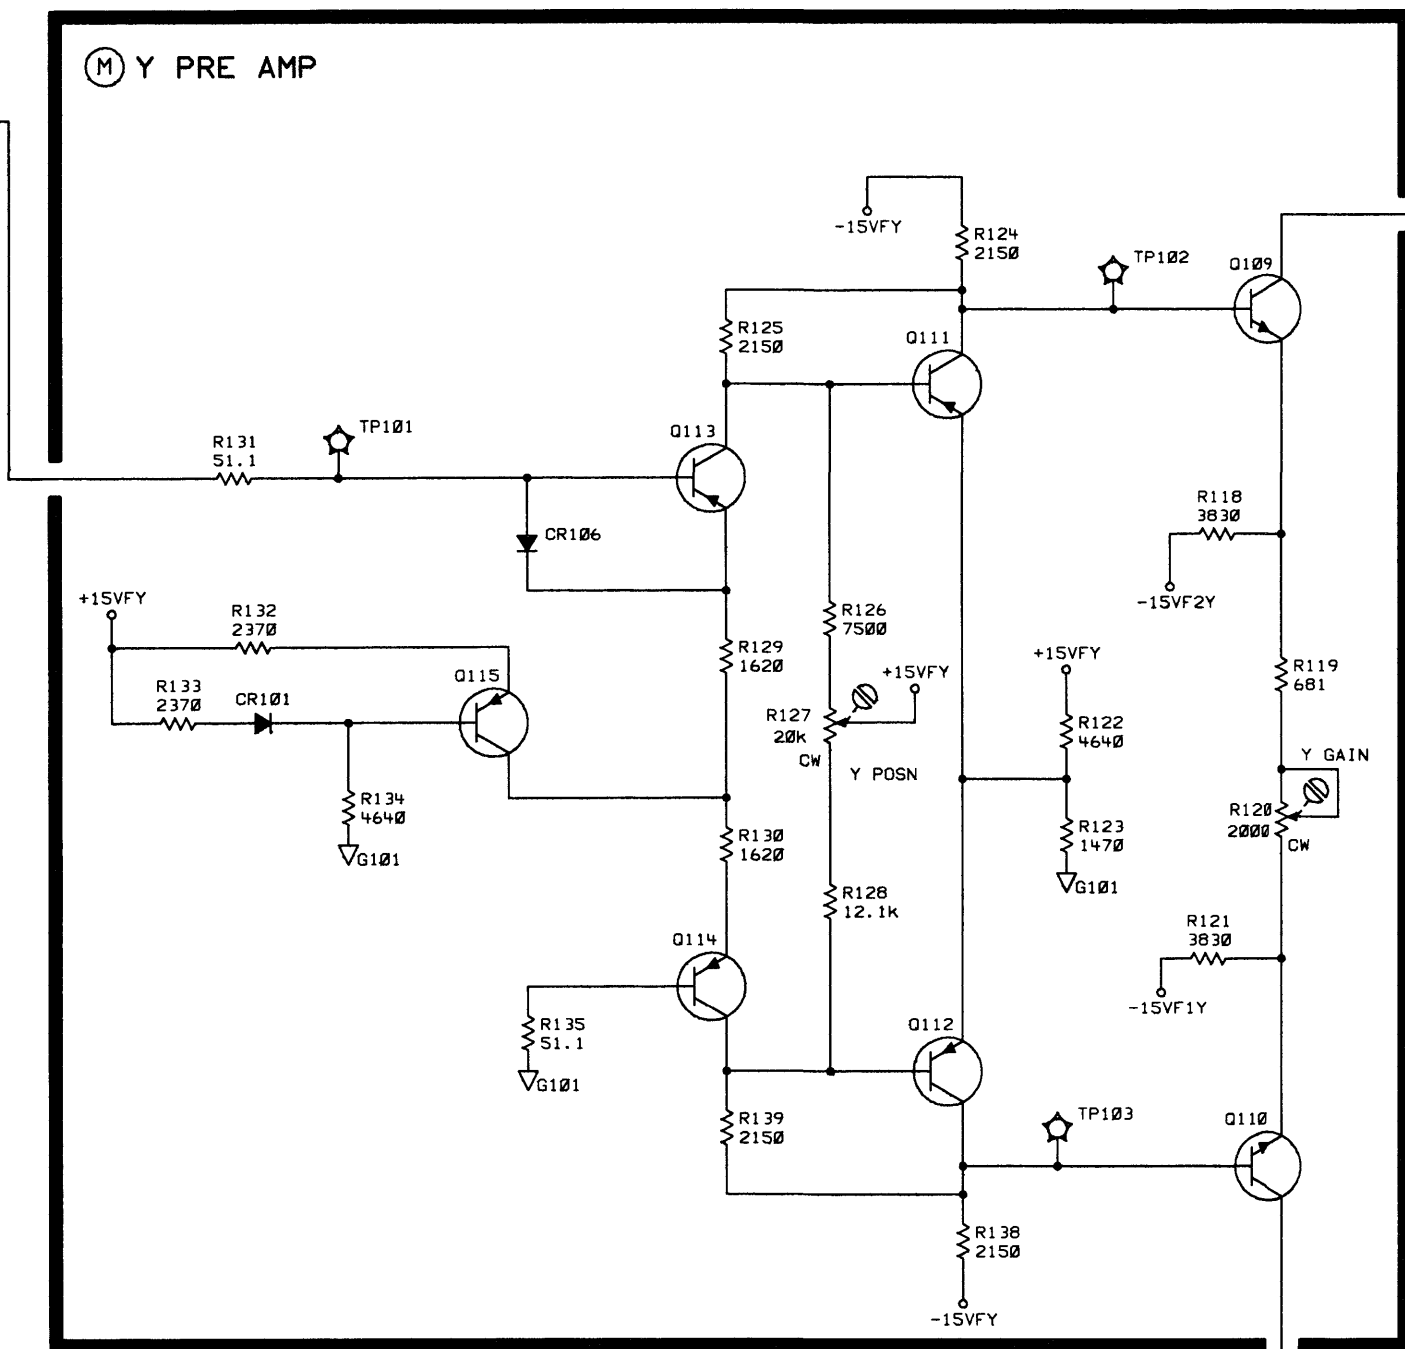 M Y PRE AMP
-15VFY
R124
2150
TP102
Q109
R125
2150
Q111
TP101
R131
51.1
Q113
R118
3830
CR106
-15VF2Y
+15VFY
R132
2370
R126
7500
R129
1620
+15VFY
+15VFY
R119
681
Q115
R133
2370
CR101
R127
20k
CW
Y POSN
R122
4640
Y GAIN
R134
4640
G101
R130
1620
R123
1470
G101
R120
2000
CW
R128
12.1k
R121
3830
Q114
-15VF1Y
R135
51.1
G101
Q112
R139
2150
TP103
Q110
R138
2150
-15VFY